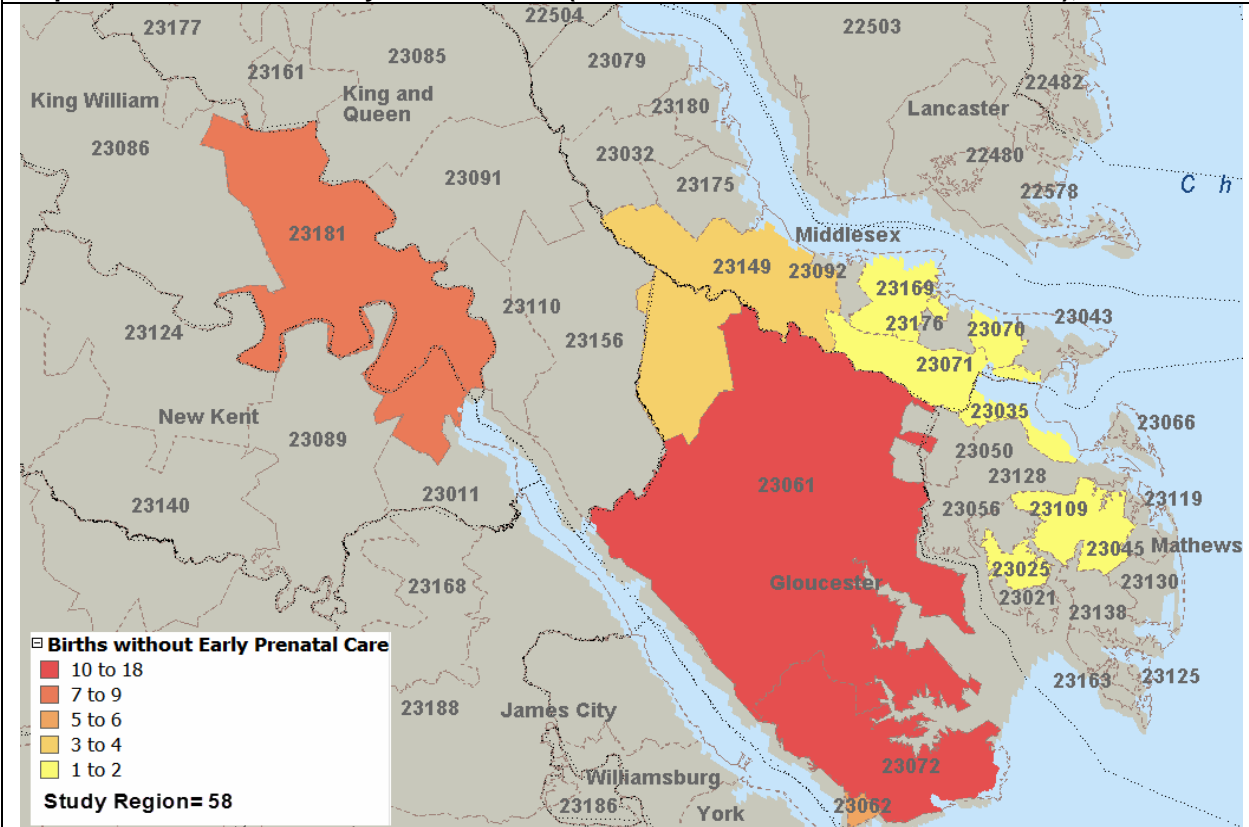 22504
23177
22503
23085
23079
23161
22482
King William
King and
Queen
23180
Lancaster
23086
23032
22480
23091
23175
22578
C h
23181
Middlesex
23149
23092
23169
23110
23176
23070
23043
23124
23156
23071
New Kent
23035
23066
23089
23050
23128
23061
23011
23140
23056
23109
23119
23045
Mathews
23025
Gloucester
23168
23130
23021
23138
Births without Early Prenatal Care
10 to 18
7 to 9
5 to 6
3 to 4
1 to 2
Study Region= 58
23163
23125
23188
James City
23072
Williamsburg
23186
York
23062